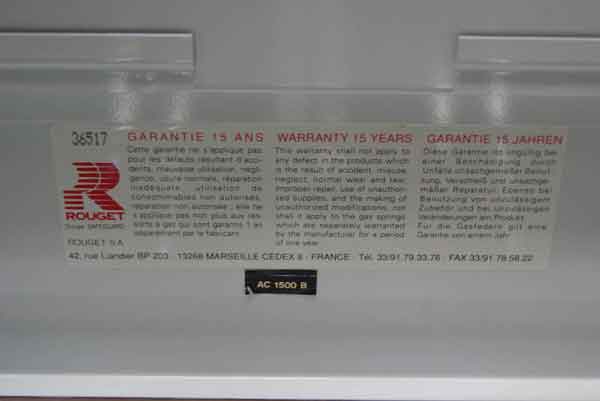 36517
GARANTIE 15 ANS
Cette garantie ne s'applique pas
pour les défauts résultant d'acci-
dents, mauvaise utilisation, négli-
gence, usure normale, réparation
inadéquate, utilisation de
consommables non autorisés,
réparation non autorisée ; elle ne
s'applique pas non plus aux res-
sorts à gaz qui sont garantis 1 an
séparément par le fabricant.
WARRANTY 15 YEARS
This warranty shall not apply to
any defect in the products which
is the result of accident, misuse,
neglect, normal wear and tear,
improper repair, use of unauthori-
sed supplies, and the making of
unauthorized modifications, nor
shall it apply to the gas springs
which are separately warranted
by the manufacturer for a period
of one year.
GARANTIE 15 JAHREN
Diese Garantie ist ungültig bei
einer Beschädigung durch
Unfälle unsachgemäßer Benut-
zung, Verschleiß und unsachge-
mäßer Reparatur. Ebenso bei
Benutzung von unzulässigem
Zubehör und bei unzulässigen
Veränderungen am Produkt.
Für die Gasfedern gilt eine
Garantie von einem Jahr.
ROUGET
Groupe SAFEGUARD
ROUGET S.A.
42, rue Liandier BP 203 . 13268 MARSEILLE CEDEX 8 - FRANCE - Tél. 33/91.79.33.76 - FAX 33/91.78.58.22
AC 1500 B